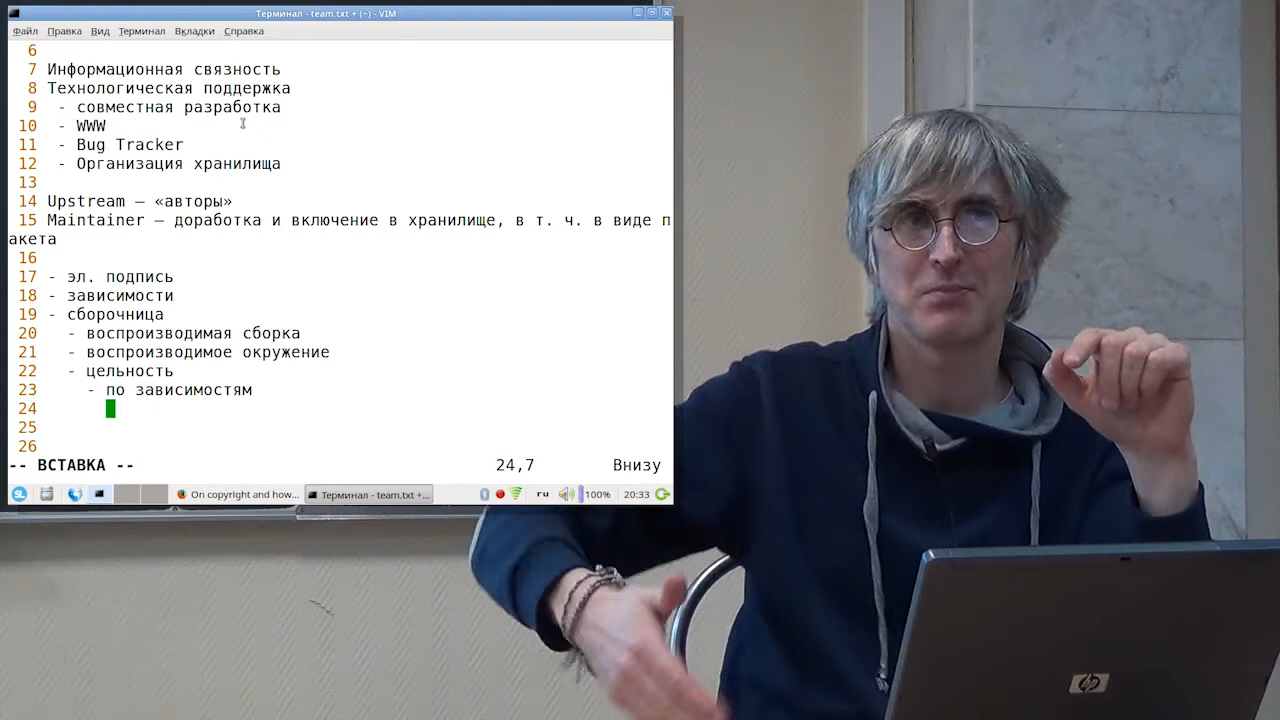 Терминал - team.txt + (~) - VIM
Файл Правка Вид Терминал Вкладки Справка
6
7 Информационная связность
8 Технологическая поддержка
9 - совместная разработка
10 - WWW
11 - Bug Tracker
12 - Организация хранилища
13
14 Upstream — «авторы»
15 Maintainer — доработка и включение в хранилище, в т. ч. в виде п
акета
16
17 - эл. подпись
18 - зависимости
19 - сборочница
20 - воспроизводимая сборка
21 - воспроизводимое окружение
22 - цельность
23 - по зависимостям
24
25
26
-- ВСТАВКА -- 24,7 Внизу
On copyright and how... Терминал - team.txt +... ru 100% 20:33
hp